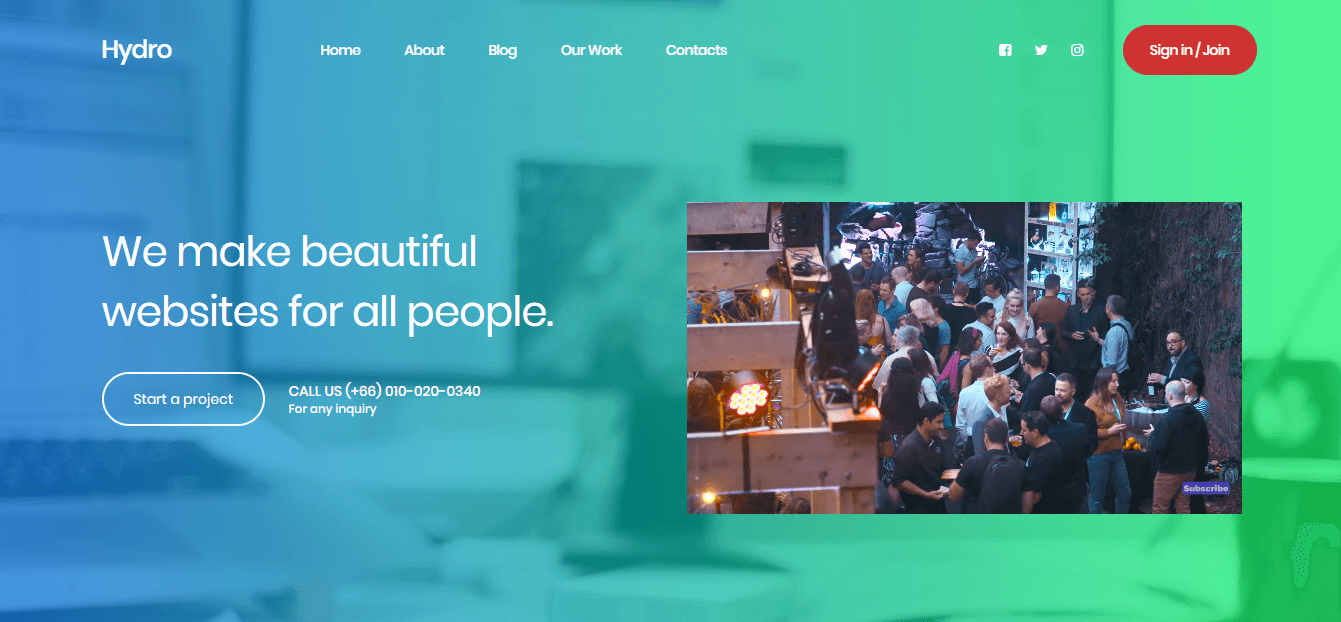 Hydro
Home
About
Blog
Our Work
Contacts
Sign in / Join
We make beautiful
websites for all people.
Start a project
CALL US (+66) 010-020-0340
For any inquiry
Subscribe